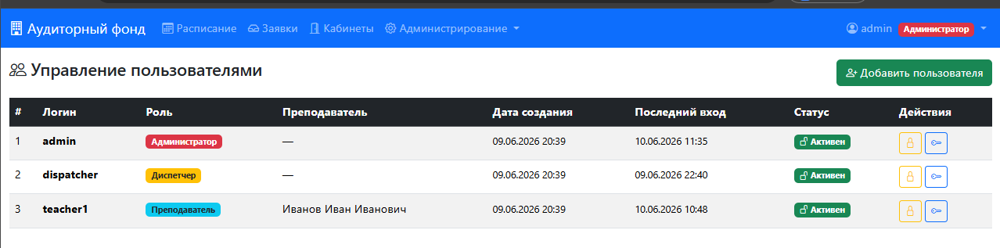 Аудиторный фонд Расписание Заявки Кабинеты Администрирование admin Администратор
Управление пользователями Добавить пользователя
# Логин Роль Преподаватель Дата создания Последний вход Статус Действия
1 admin Администратор — 09.06.2026 20:39 10.06.2026 11:35 Активен
2 dispatcher Диспетчер — 09.06.2026 20:39 09.06.2026 22:40 Активен
3 teacher1 Преподаватель Иванов Иван Иванович 09.06.2026 20:39 10.06.2026 10:48 Активен